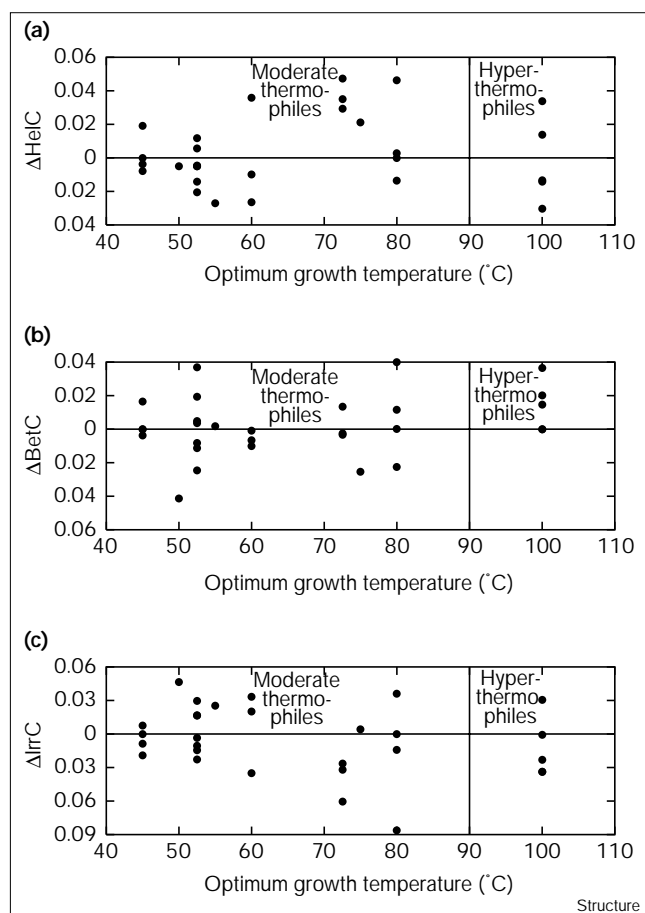 (a)
0.06
0.04
0.02
0
0.02
0.04
ΔHelC
Moderate
thermo-
philes
Hyper-
thermo-
philes
40 50 60 70 80 90 100 110
Optimum growth temperature (°C)
(b)
0.04
0.02
0
0.02
0.04
0.06
ΔBetC
Moderate
thermo-
philes
Hyper-
thermo-
philes
40 50 60 70 80 90 100 110
Optimum growth temperature (°C)
(c)
0.06
0.03
0
0.03
0.06
0.09
ΔIrrC
Moderate
thermo-
philes
Hyper-
thermo-
philes
40 50 60 70 80 90 100 110
Optimum growth temperature (°C)
Structure